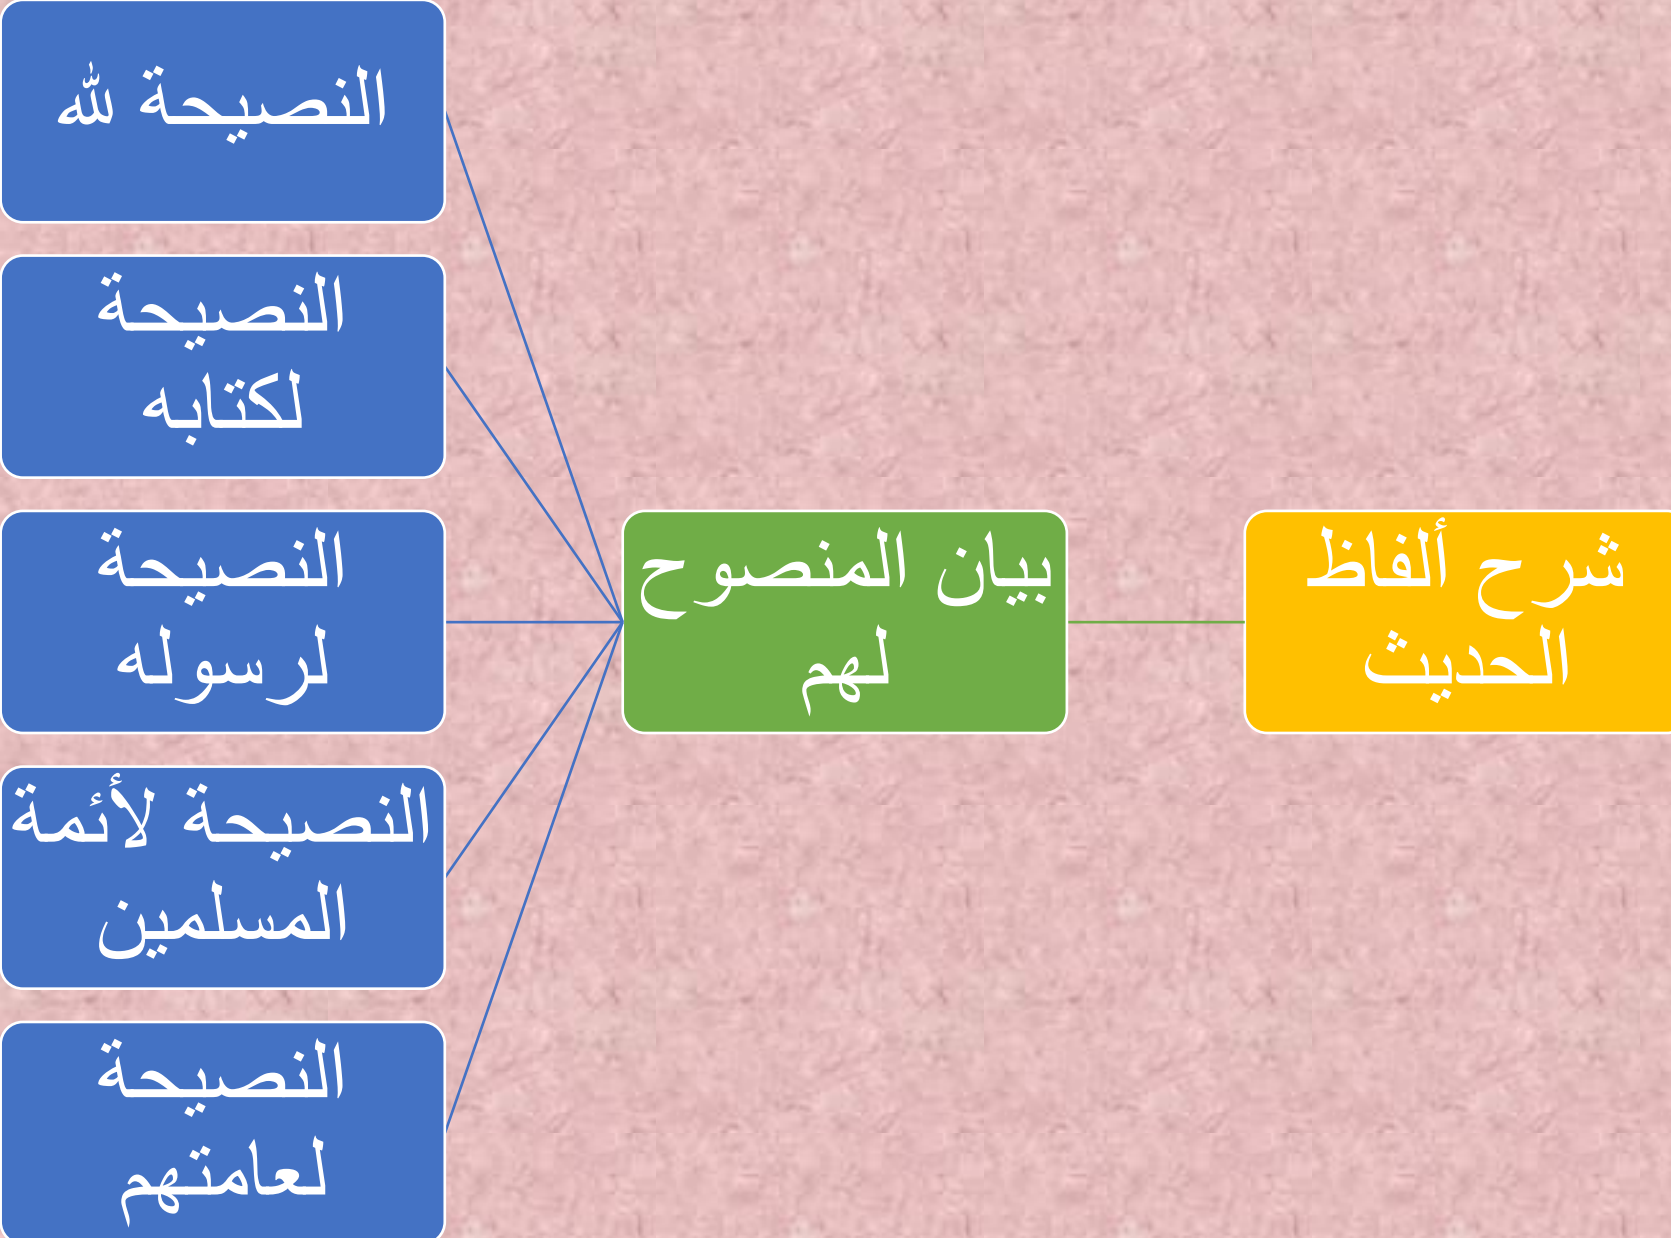 شرح ألفاظ
الحديث
بيان المنصوح
لهم
النصيحة لله
النصيحة
لكتابه
النصيحة
لرسوله
النصيحة لأئمة
المسلمين
النصيحة
لعامتهم